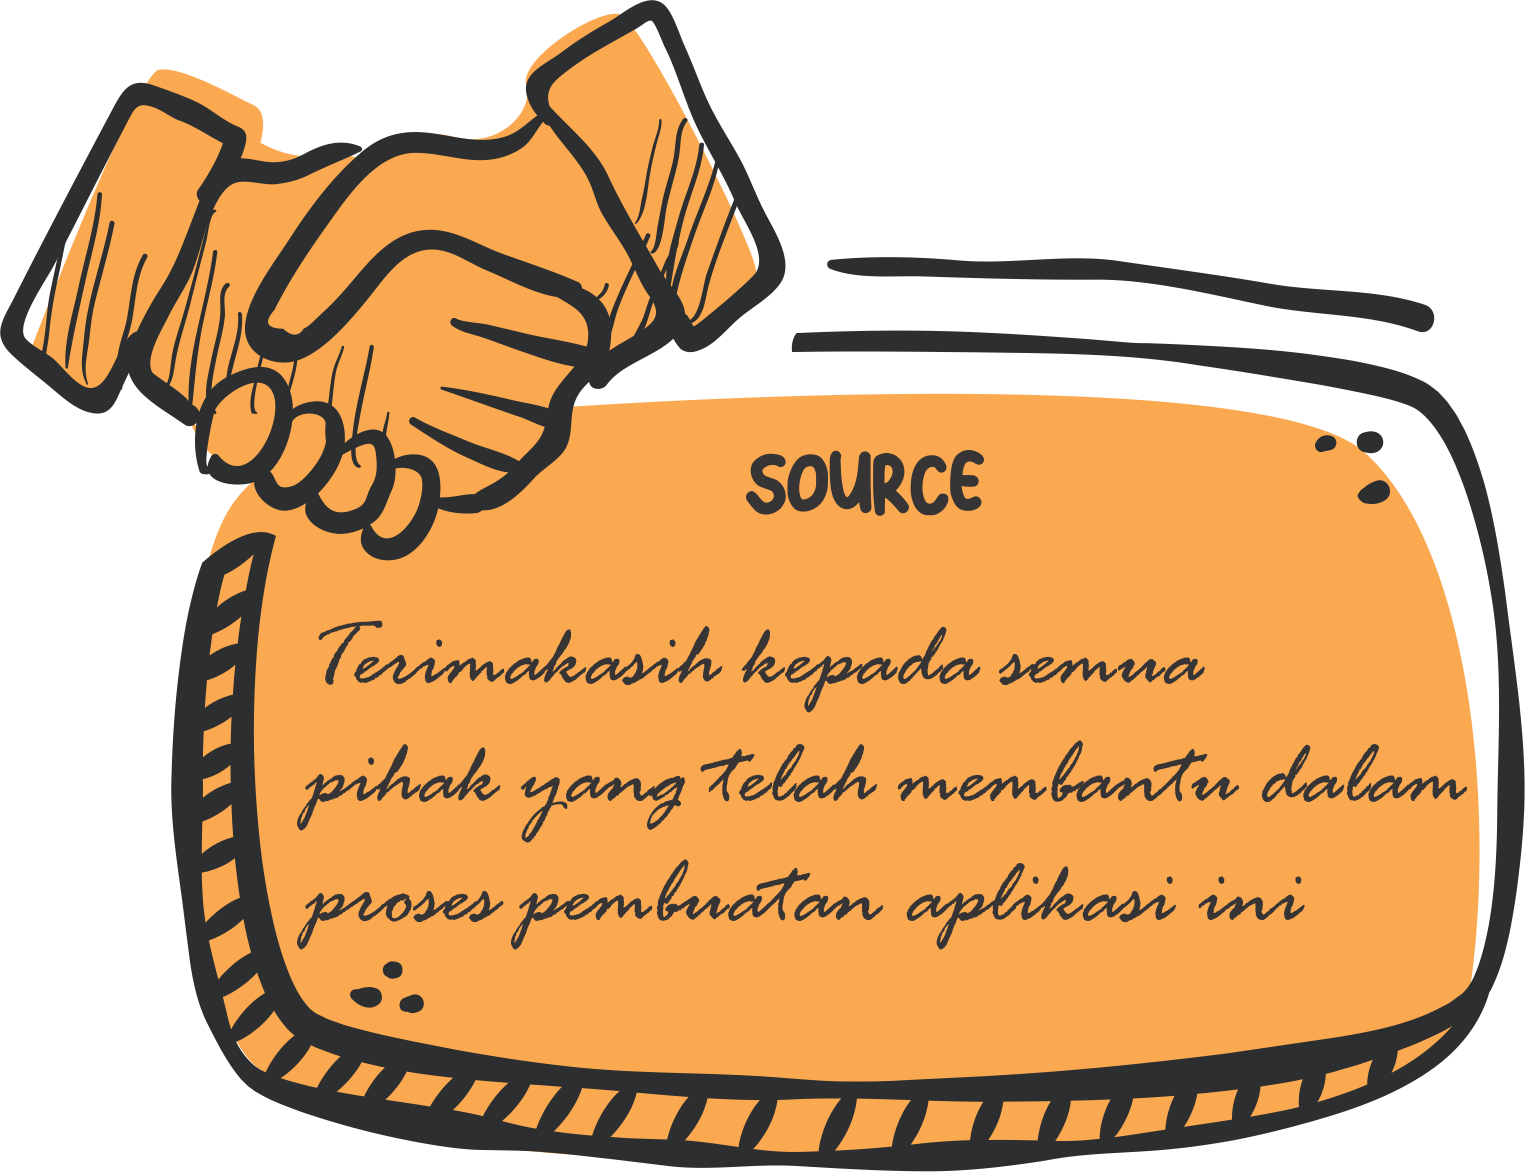 SOURCE
Terimakasih kepada semua
pihak yang telah membantu dalam
proses pembuatan aplikasi ini